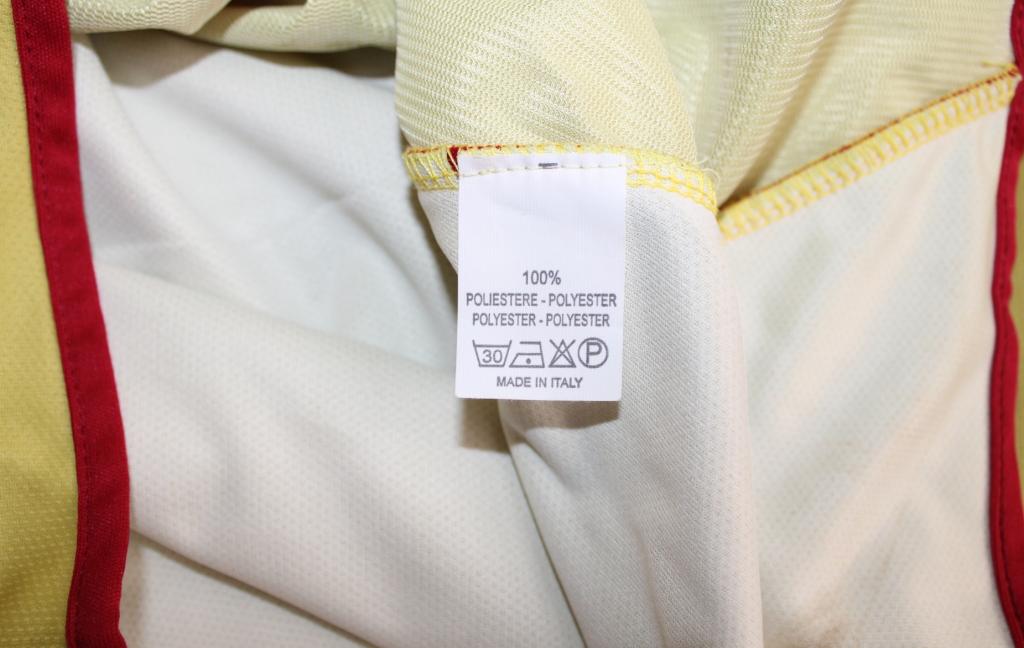 100%
POLIESTERE - POLYESTER
POLYESTER - POLYESTER
30 P
MADE IN ITALY